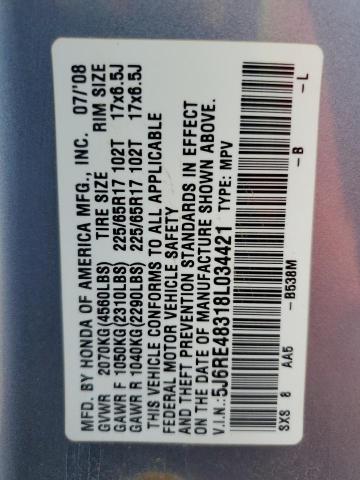 MFD. BY HONDA OF AMERICA MFG., INC. 07/'08
GVWR 2070KG(4560LBS) TIRE SIZE RIM SIZE
GAWR F 1050KG(2310LBS) 225/65R17 102T 17x6.5J
GAWR R 1040KG(2290LBS) 225/65R17 102T 17x6.5J
THIS VEHICLE CONFORMS TO ALL APPLICABLE
FEDERAL MOTOR VEHICLE SAFETY
AND THEFT PREVENTION STANDARDS IN EFFECT
ON THE DATE OF MANUFACTURE SHOWN ABOVE.
V.I.N.: 5J6RE48318L034421 TYPE: MPV
SXS 8 AA5 -B538M -B -L